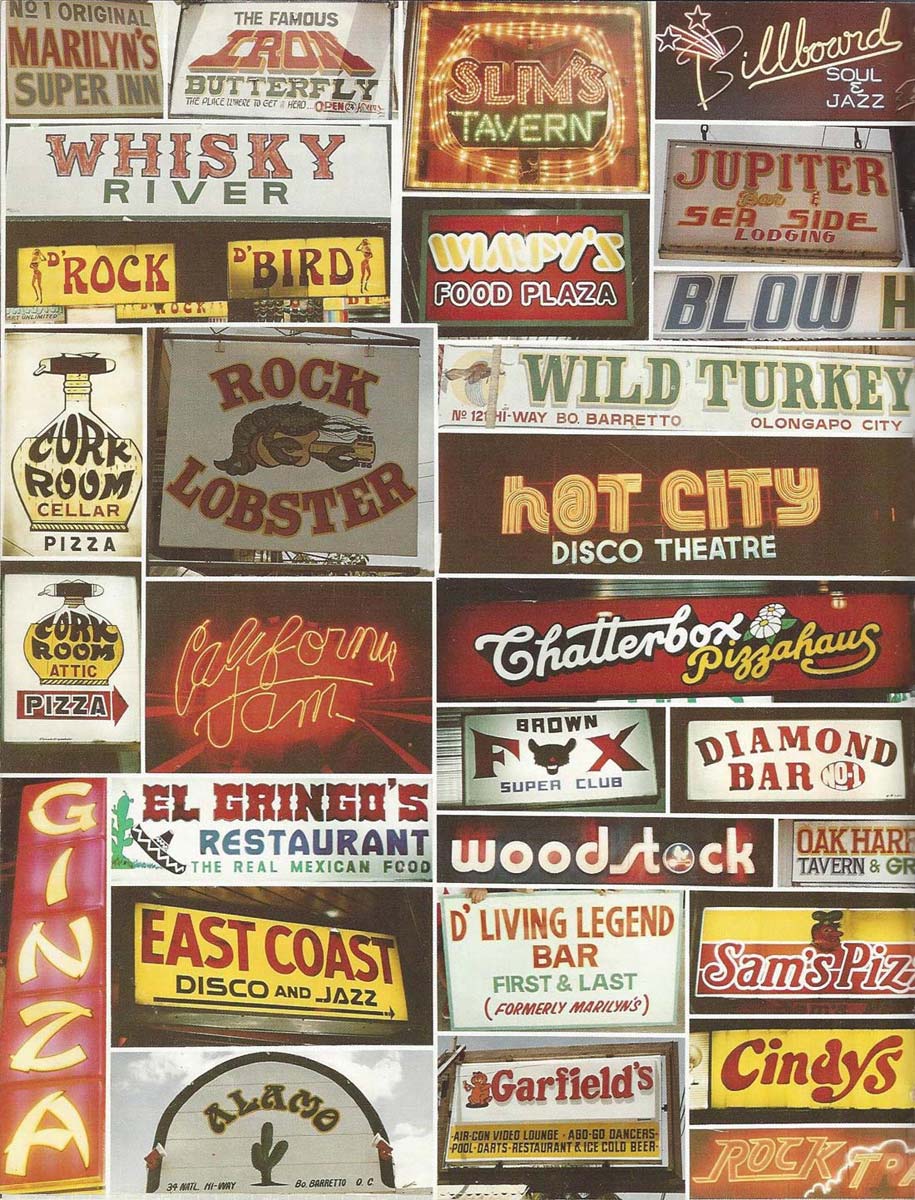 Nº 1 ORIGINAL
MARILYN'S
SUPER INN
THE FAMOUS
IRON
BUTTERFLY
THE PLACE WHERE TO GET A HEAD...
SLIM'S
TAVERN
Billboard
SOUL
&
JAZZ
WHISKY
RIVER
JUPITER
Bar &
SEA SIDE
LODGING
D'ROCK
D'BIRD
WIMPY'S
FOOD PLAZA
BLOW H
CORK
ROOM
CELLAR
PIZZA
ROCK
LOBSTER
WILD TURKEY
Nº 121 HI-WAY BO. BARRETTO OLONGAPO CITY
HOT CITY
DISCO THEATRE
CORK
ROOM
ATTIC
PIZZA
California
Jam
Chatterbox
Pizzahaus
BROWN
FOX
SUPER CLUB
DIAMOND
BAR NO-1
GINZA
EL GRINGO'S
RESTAURANT
THE REAL MEXICAN FOOD
woodstock
OAK HAR
TAVERN & GR
EAST COAST
DISCO AND JAZZ
D' LIVING LEGEND
BAR
FIRST & LAST
(FORMERLY MARILYN'S)
Sam's Piz
ALAMO
34 NATL. HI-WAY BO. BARRETTO O.C.
Garfield's
-AIR-CON VIDEO LOUNGE - AGO-GO DANCERS-
-POOL-DARTS-RESTAURANT & ICE COLD BEER-
Cindys
ROCK